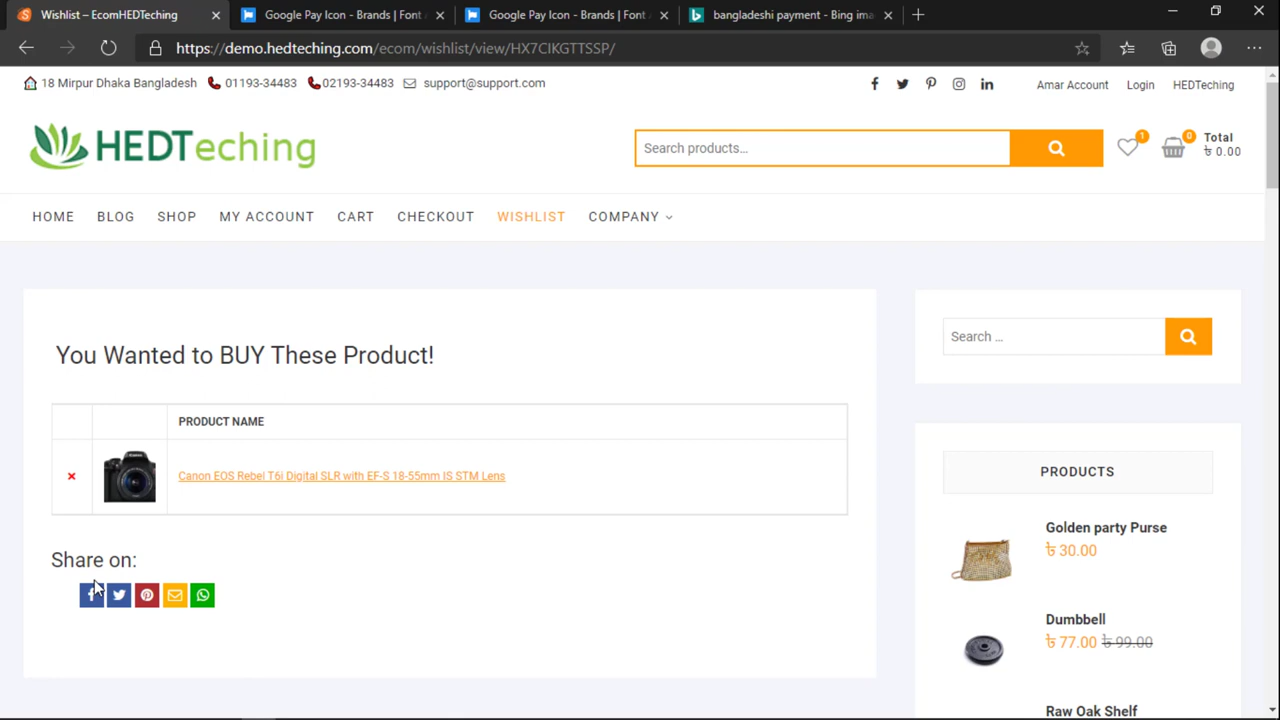 Wishlist – EcomHEDTeching
Google Pay Icon - Brands | Font A
Google Pay Icon - Brands | Font A
bangladeshi payment - Bing ima
https://demo.hedteching.com/ecom/wishlist/view/HX7CIKGTTSSP/
18 Mirpur Dhaka Bangladesh 01193-34483 02193-34483 support@support.com
Amar Account Login HEDTeching
HEDTeching
Search products...
1
0
Total
৳ 0.00
HOME BLOG SHOP MY ACCOUNT CART CHECKOUT WISHLIST COMPANY
You Wanted to BUY These Product!
PRODUCT NAME
Canon EOS Rebel T6i Digital SLR with EF-S 18-55mm IS STM Lens
Share on:
Search …
PRODUCTS
Golden party Purse
৳ 30.00
Dumbbell
৳ 77.00 ৳ 99.00
Raw Oak Shelf